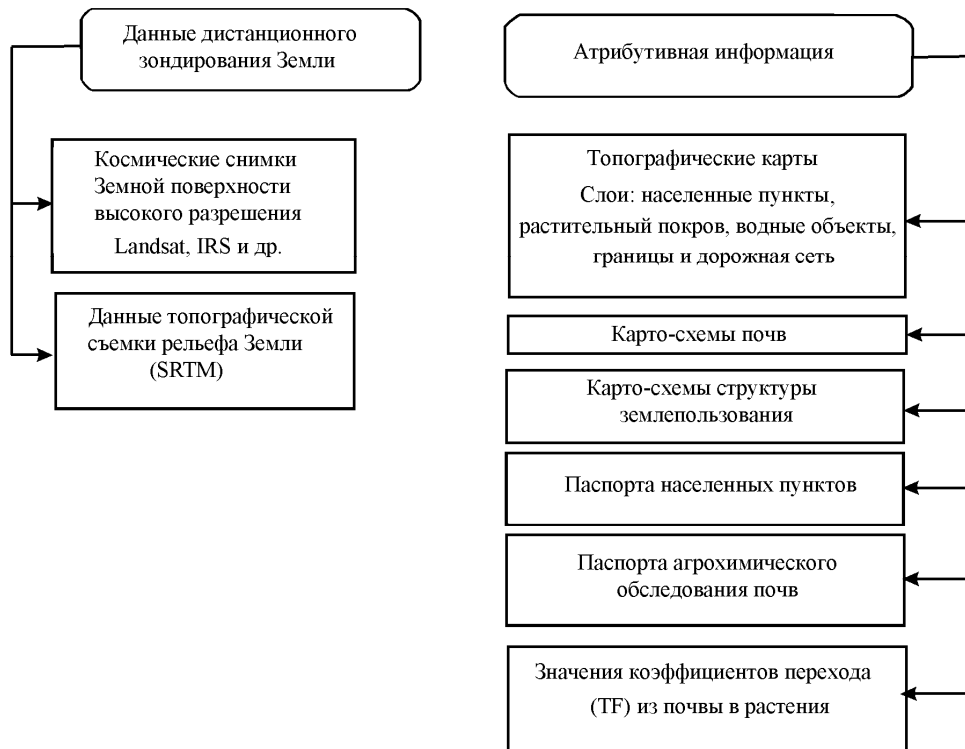 Данные дистанционного
зондирования Земли
Космические снимки
Земной поверхности
высокого разрешения
Landsat, IRS и др.
Данные топографической
съемки рельефа Земли
(SRTM)
Атрибутивная информация
Топографические карты
Слои: населенные пункты,
растительный покров, водные объекты,
границы и дорожная сеть
Карто-схемы почв
Карто-схемы структуры
землепользования
Паспорта населенных пунктов
Паспорта агрохимического
обследования почв
Значения коэффициентов перехода
(TF) из почвы в растения